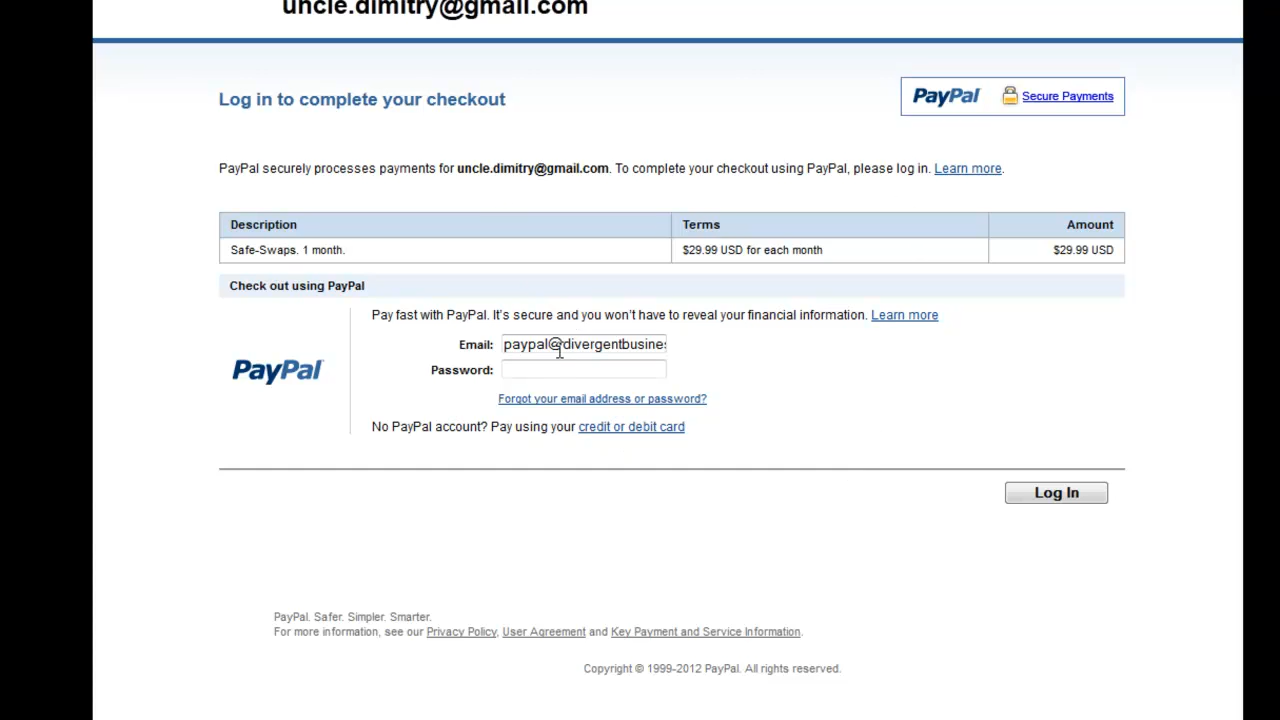 uncle.dimitry@gmail.com
Log in to complete your checkout
PayPal Secure Payments
PayPal securely processes payments for uncle.dimitry@gmail.com. To complete your checkout using PayPal, please log in. Learn more.
Description Terms Amount
Safe-Swaps. 1 month. $29.99 USD for each month $29.99 USD
Check out using PayPal
Pay fast with PayPal. It's secure and you won't have to reveal your financial information. Learn more
Email: paypal@divergentbusines
PayPal
Password:
Forgot your email address or password?
No PayPal account? Pay using your credit or debit card
Log In
PayPal. Safer. Simpler. Smarter.
For more information, see our Privacy Policy, User Agreement and Key Payment and Service Information.
Copyright © 1999-2012 PayPal. All rights reserved.